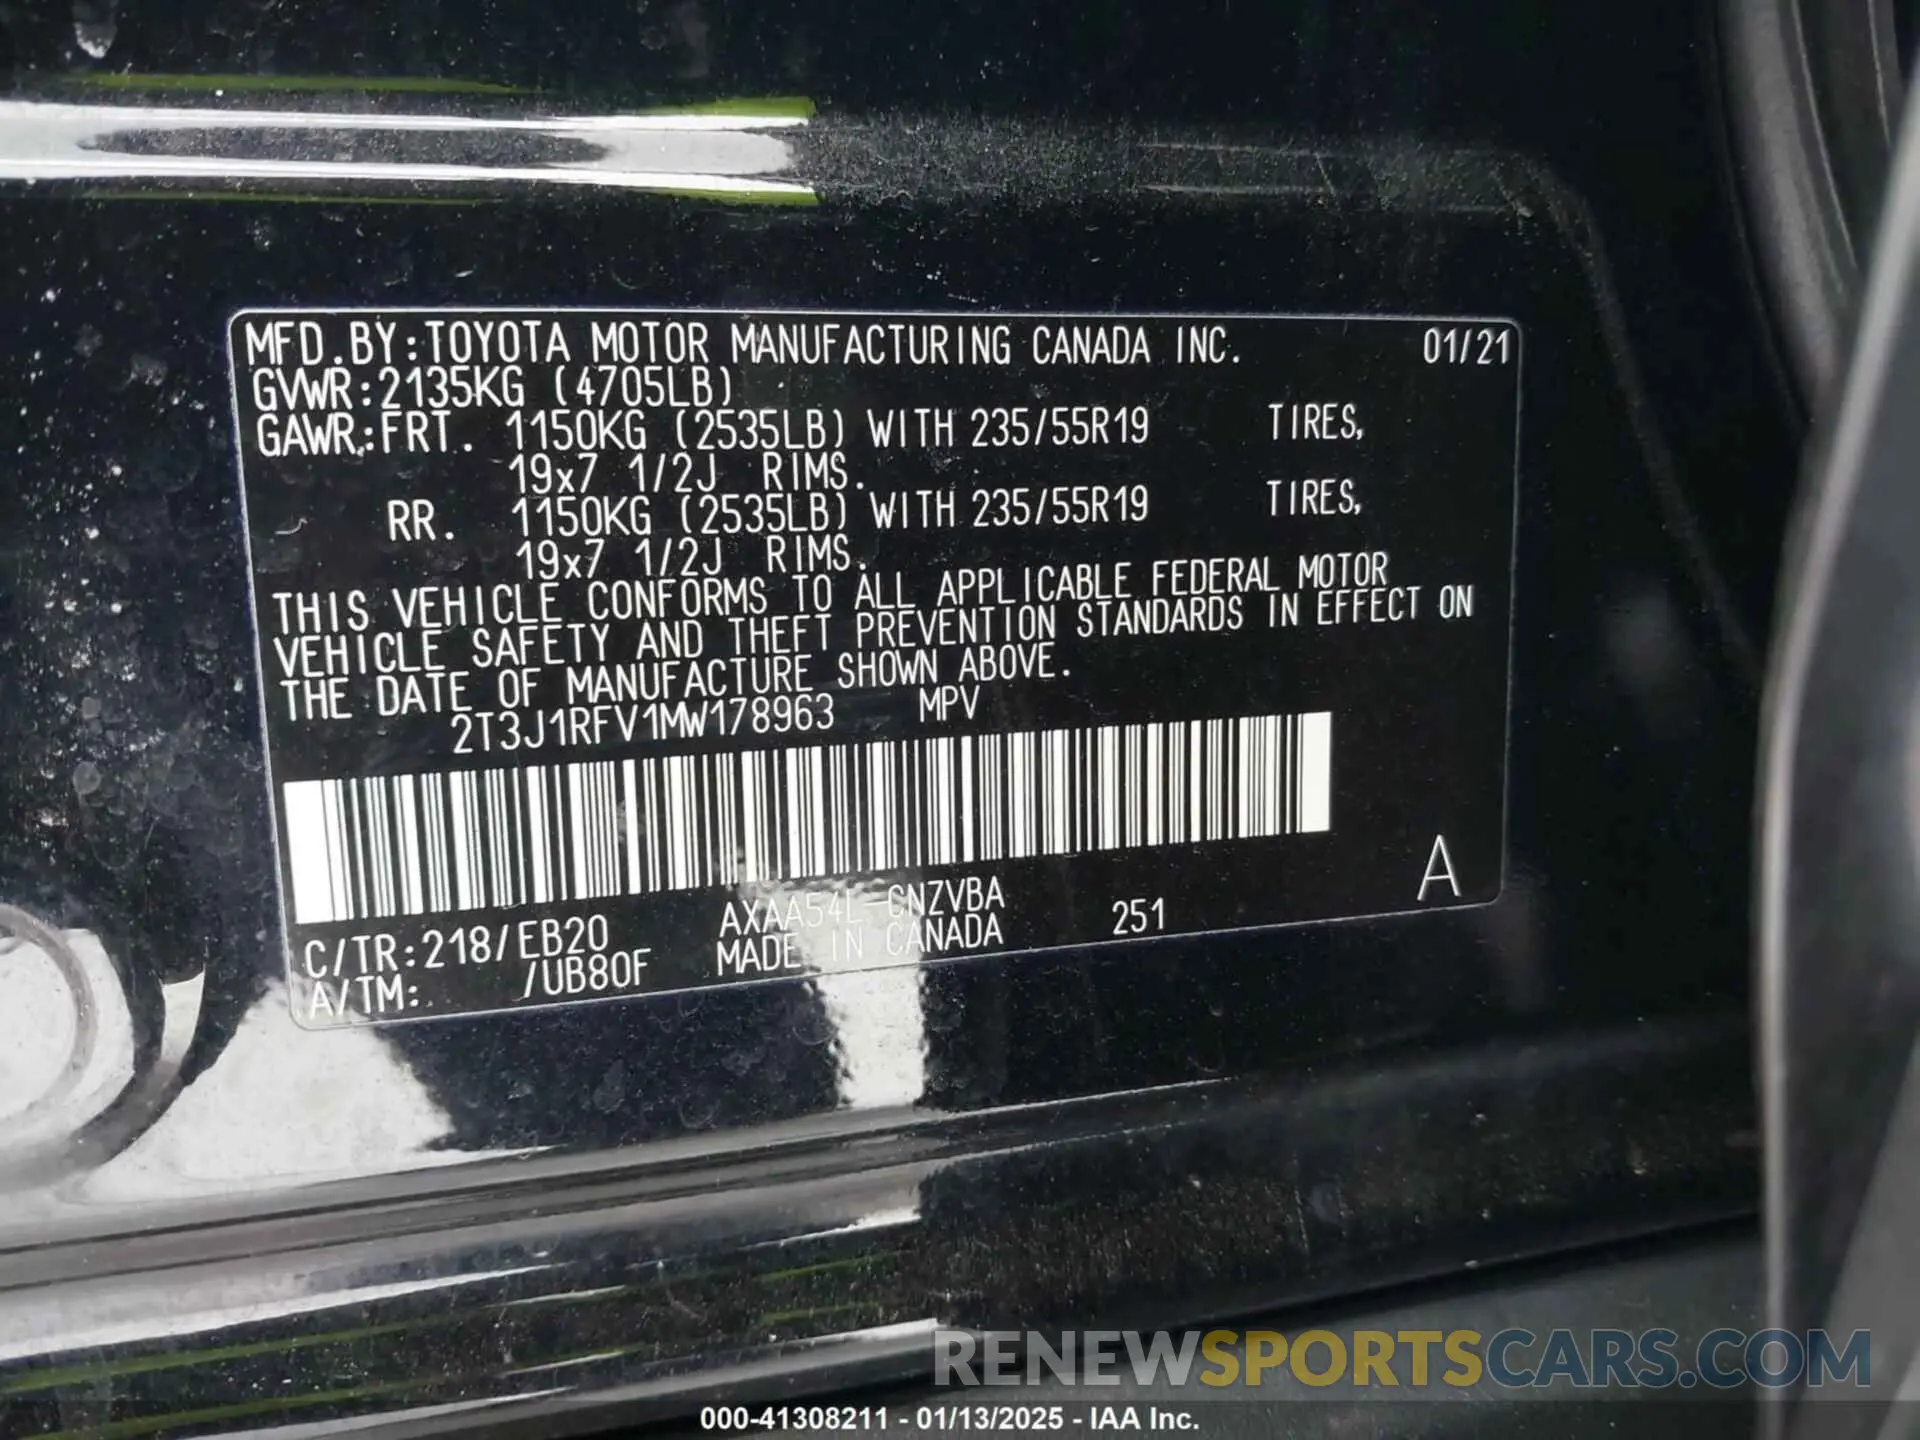 MFD.BY:TOYOTA MOTOR MANUFACTURING CANADA INC. 01/21
GVWR:2135KG (4705LB)
GAWR:FRT. 1150KG (2535LB) WITH 235/55R19 TIRES,
19x7 1/2J RIMS.
RR. 1150KG (2535LB) WITH 235/55R19 TIRES,
19x7 1/2J RIMS.
THIS VEHICLE CONFORMS TO ALL APPLICABLE FEDERAL MOTOR
VEHICLE SAFETY AND THEFT PREVENTION STANDARDS IN EFFECT ON
THE DATE OF MANUFACTURE SHOWN ABOVE.
2T3J1RFV1MW178963 MPV
A
C/TR:218/EB20 AXAA54L-CNZVBA 251
A/TM: /UB80F MADE IN CANADA
RENEWSPORTSCARS.COM
000-41308211 - 01/13/2025 - IAA Inc.